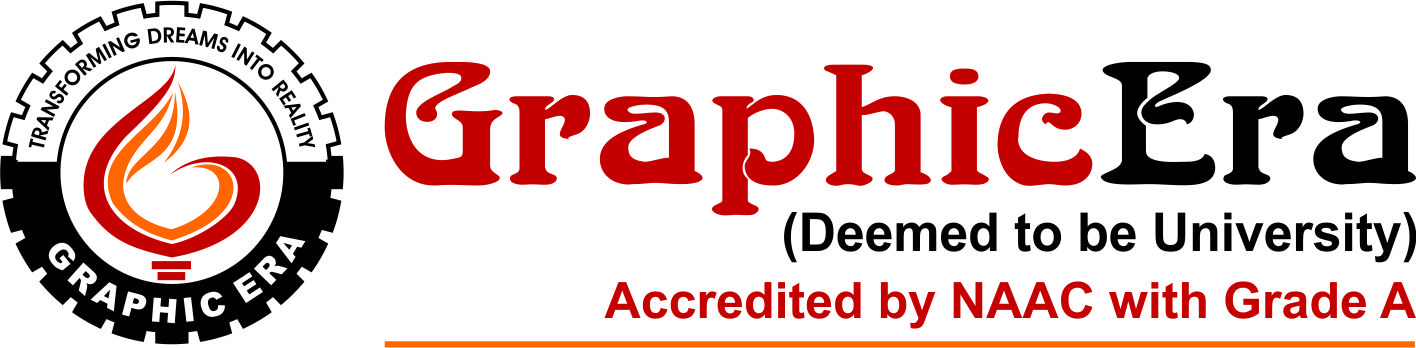 TRANSFORMING DREAMS INTO REALITY
GRAPHIC ERA
GraphicEra
(Deemed to be University)
Accredited by NAAC with Grade A